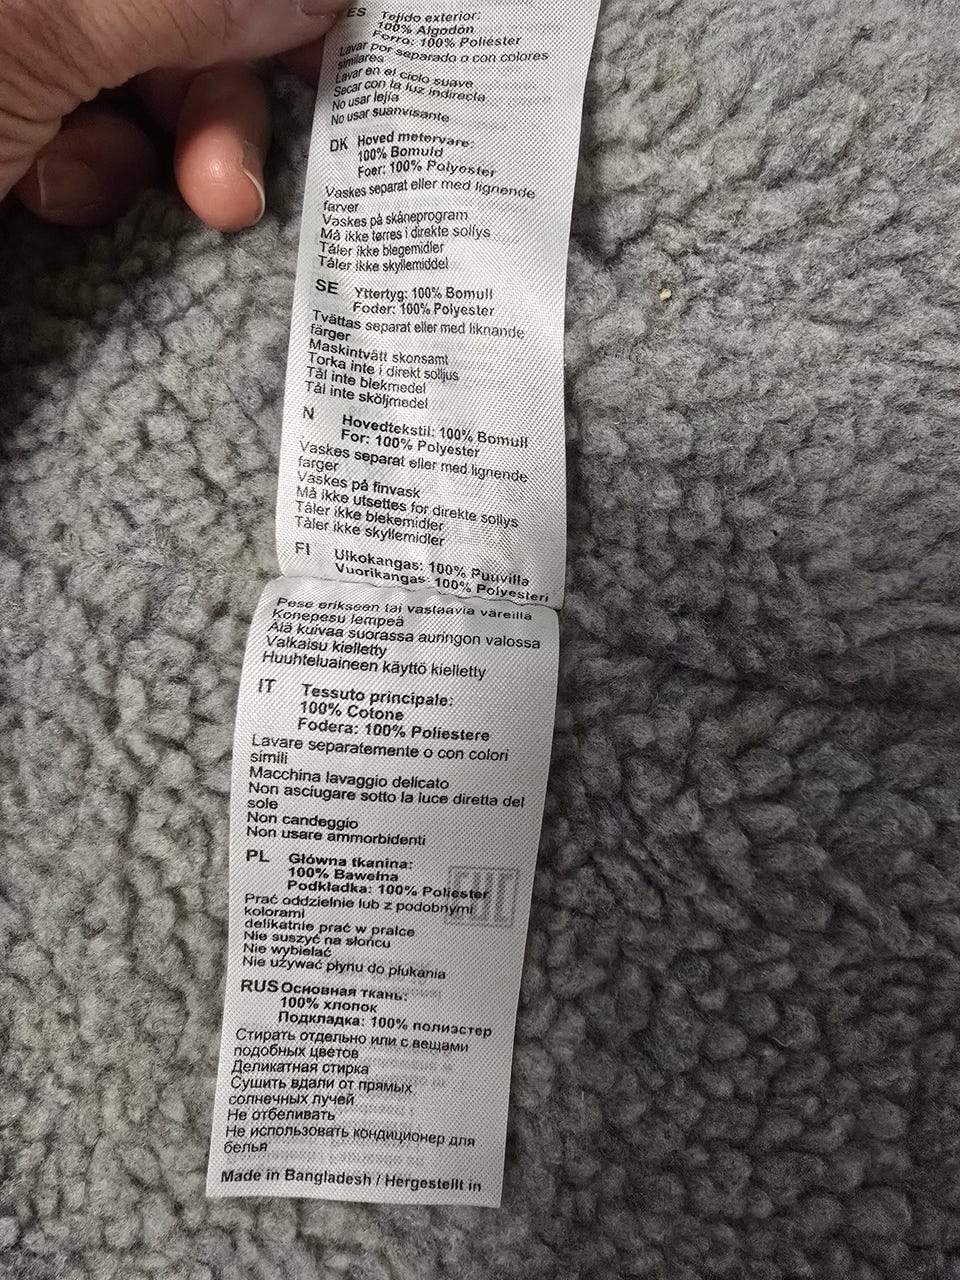 ES Tejido exterior:
100% Algodón
Forro: 100% Poliéster
Lavar por separado o con colores
similares
Lavar en el ciclo suave
Secar con la luz indirecta
No usar lejía
No usar suanvisante
DK Hoved metervare:
100% Bomuld
Foer: 100% Polyester
Vaskes separat eller med lignende
farver
Vaskes på skåneprogram
Må ikke tørres i direkte sollys
Tåler ikke blegemidler
Tåler ikke skyllemiddel
SE Yttertyg: 100% Bomull
Foder: 100% Polyester
Tvättas separat eller med liknande
färger
Maskintvätt skonsamt
Torka inte i direkt solljus
Tål inte blekmedel
Tål inte sköljmedel
N Hovedtekstil: 100% Bomull
For: 100% Polyester
Vaskes separat eller med lignende
farger
Vaskes på finvask
Må ikke utsettes for direkte sollys
Tåler ikke blekemidler
Tåler ikke skyllemidler
FI Ulkokangas: 100% Puuvilla
Vuorikangas: 100% Polyesteri
Pese erikseen tai vastaavia väreillä
Konepesu lempeä
Älä kuivaa suorassa auringon valossa
Valkaisu kielletty
Huuhteluaineen käyttö kielletty
IT Tessuto principale:
100% Cotone
Fodera: 100% Poliestere
Lavare separatemente o con colori
simili
Macchina lavaggio delicato
Non asciugare sotto la luce diretta del
sole
Non candeggio
Non usare ammorbidenti
PL Główna tkanina:
100% Bawełna
Podkładka: 100% Poliester
Prać oddzielnie lub z podobnymi
kolorami
delikatnie prać w pralce
Nie suszyć na słońcu
Nie wybielać
Nie używać płynu do płukania
RUS Основная ткань:
100% хлопок
Подкладка: 100% полиэстер
Стирать отдельно или с вещами
подобных цветов
Деликатная стирка
Сушить вдали от прямых
солнечных лучей
Не отбеливать
Не использовать кондиционер для
белья
Made in Bangladesh / Hergestellt in